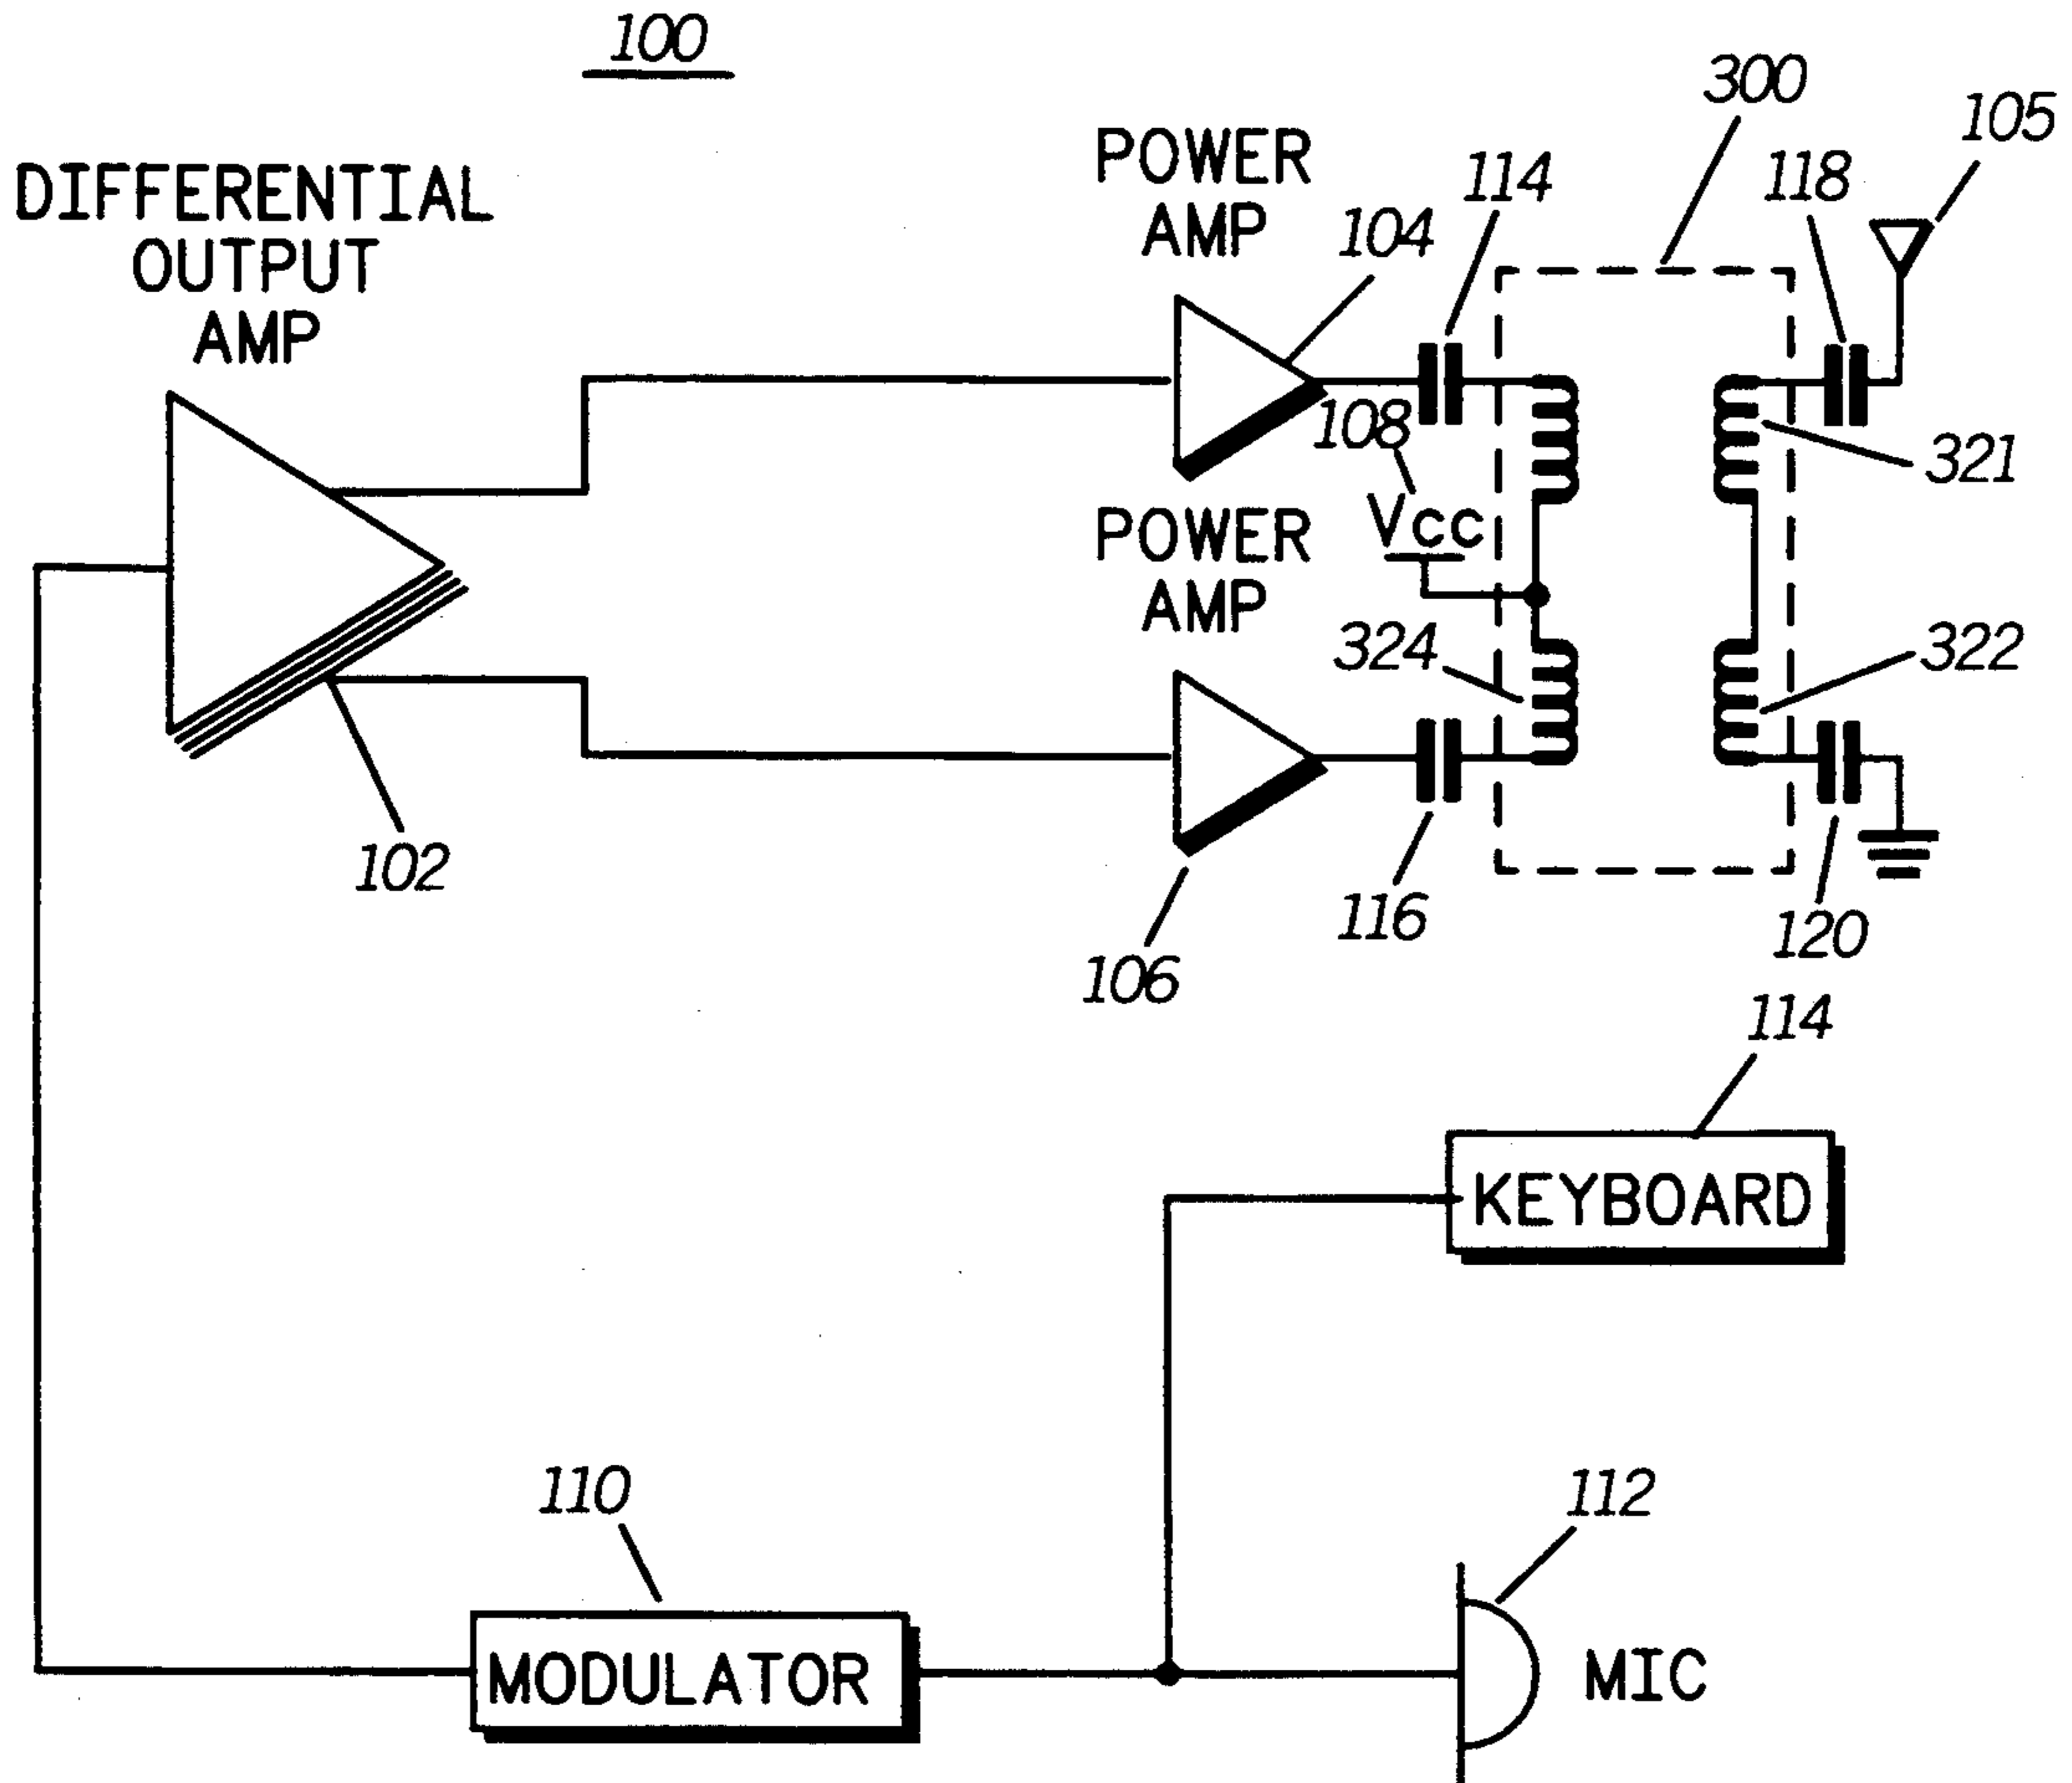 100
300
105
DIFFERENTIAL
OUTPUT
AMP
POWER
AMP
104
114
118
108
Vcc
321
POWER
AMP
324
322
102
106
116
120
114
KEYBOARD
110
MODULATOR
112
MIC